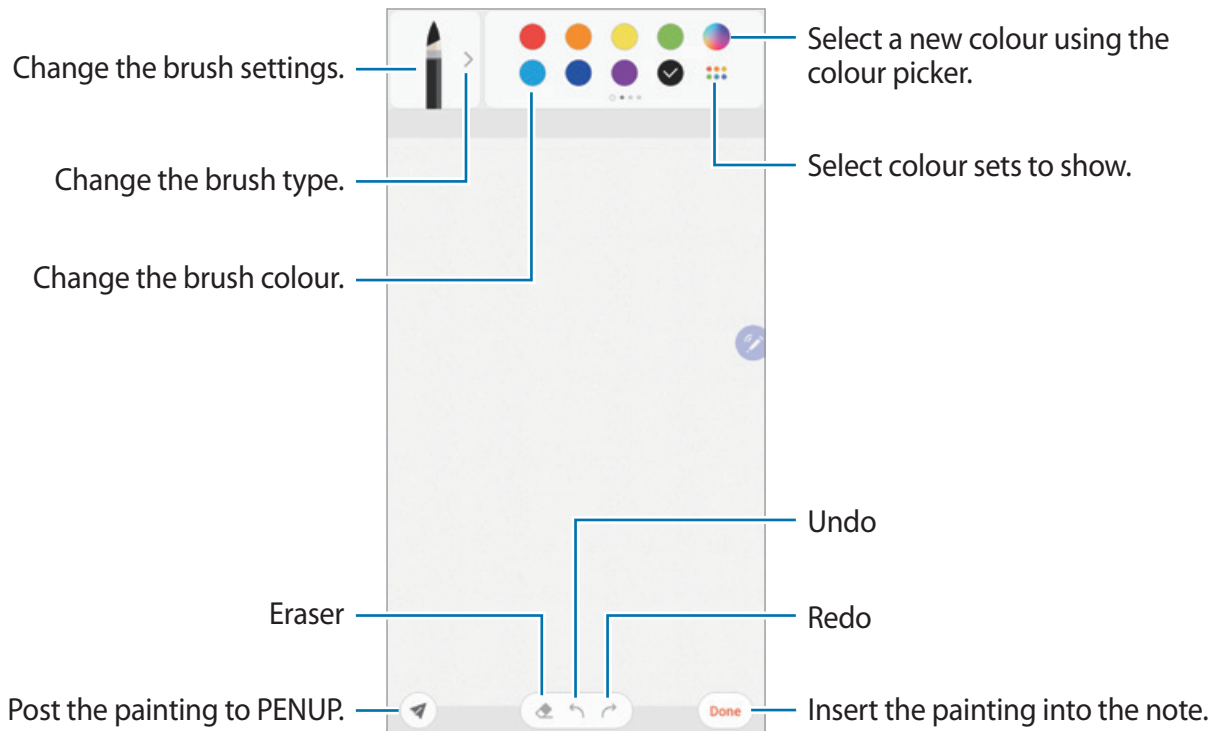 Change the brush settings.
Select a new colour using the
colour picker.
Change the brush type.
Select colour sets to show.
Change the brush colour.
Undo
Eraser
Redo
Post the painting to PENUP.
Done
Insert the painting into the note.